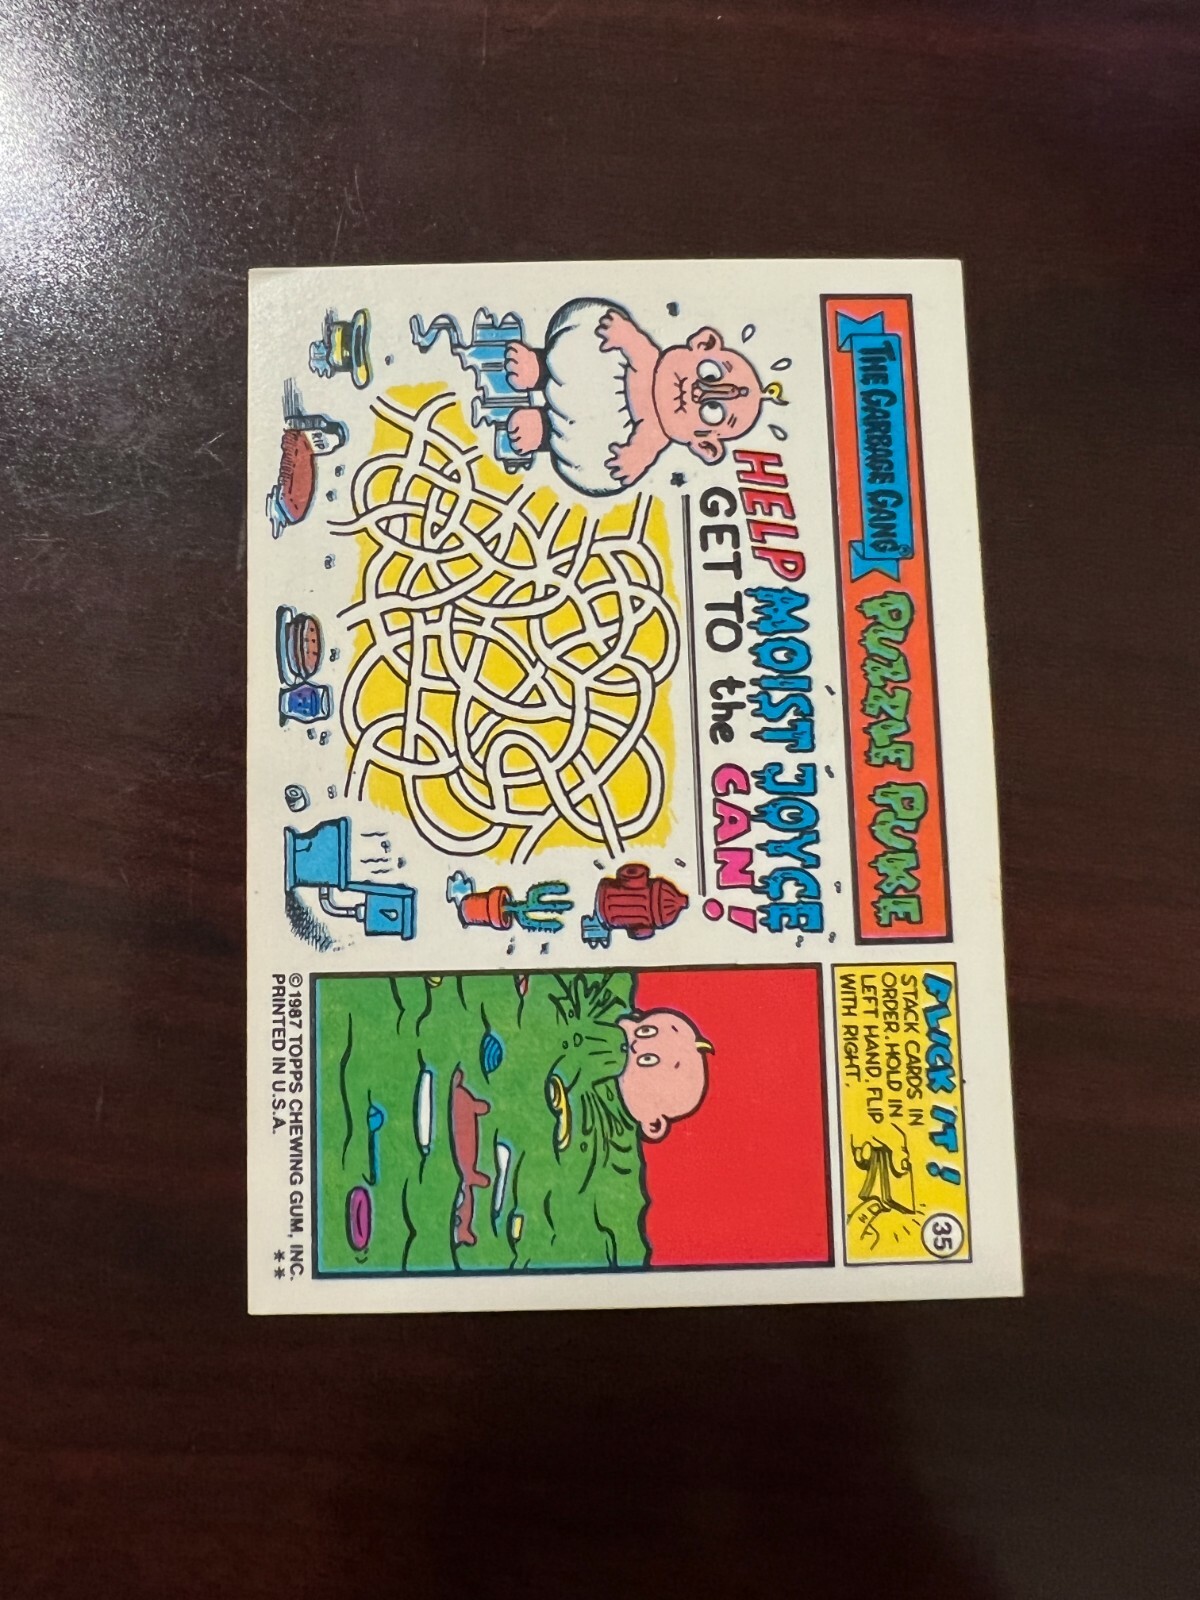 THE GARBAGE GANG®
PUZZLE PUKE
HELP MOIST JOYCE
GET TO the CAN!
RIP
FLICK IT!
35
STACK CARDS IN
ORDER. HOLD IN
LEFT HAND. FLIP
WITH RIGHT.
© 1987 TOPPS CHEWING GUM, INC.
PRINTED IN U.S.A. **